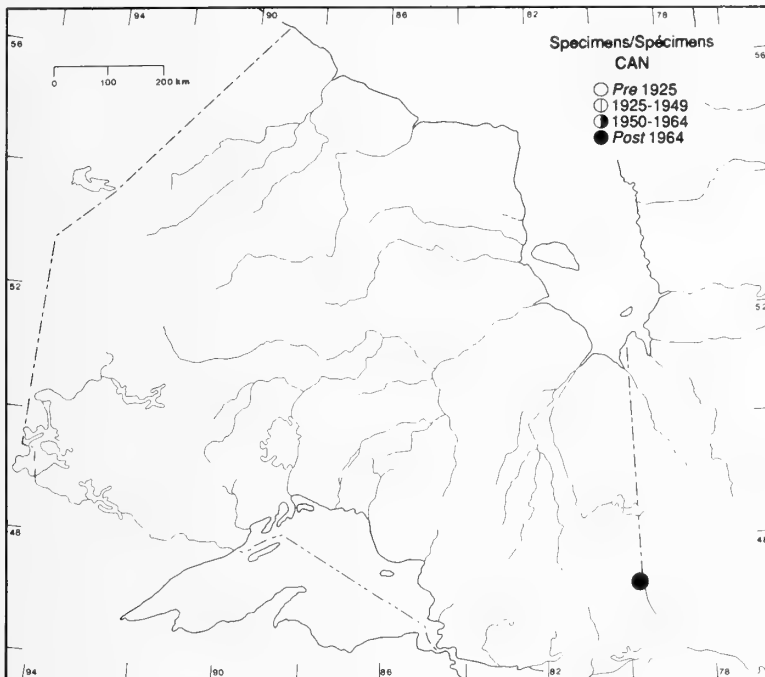 94 90 86 82 78
56
56
Specimens/Spécimens
CAN
Pre 1925
1925-1949
1950-1964
Post 1964
0 100 200 km
52
52
48
48
94 90 86 82 78